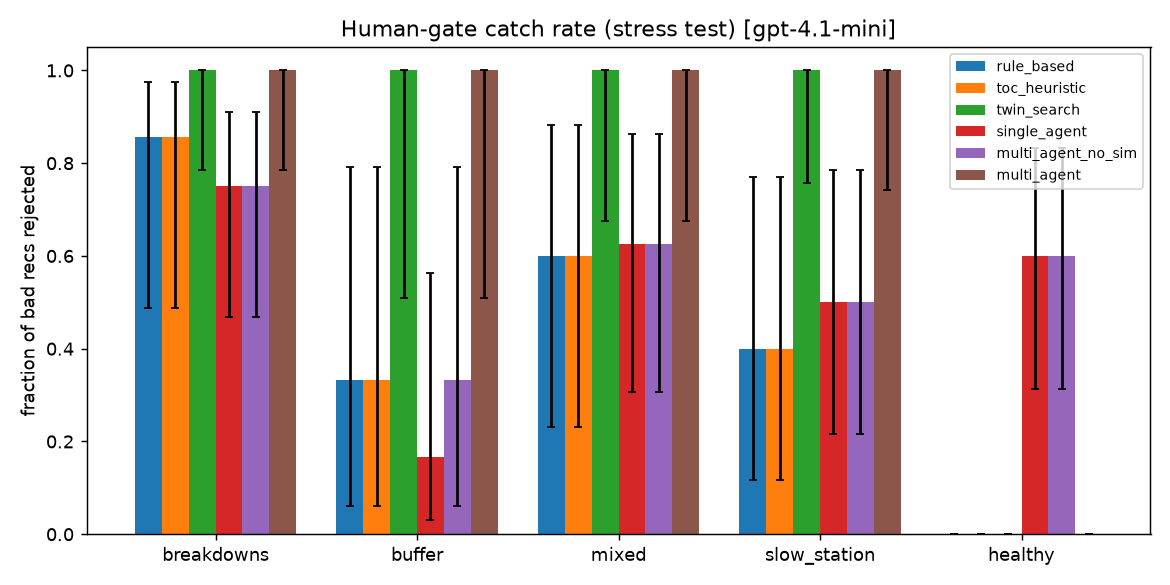 Human-gate catch rate (stress test) [gpt-4.1-mini]
fraction of bad recs rejected
1.0
0.8
0.6
0.4
0.2
0.0
rule_based
toc_heuristic
twin_search
single_agent
multi_agent_no_sim
multi_agent
breakdowns
buffer
mixed
slow_station
healthy